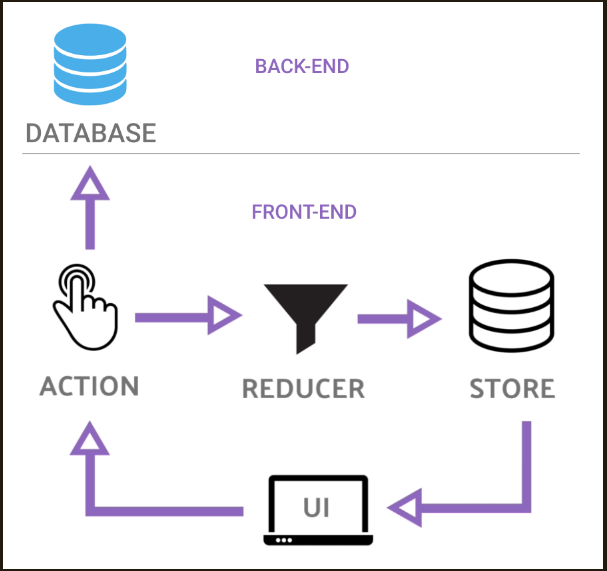 BACK-END
DATABASE
FRONT-END
ACTION
REDUCER
STORE
UI